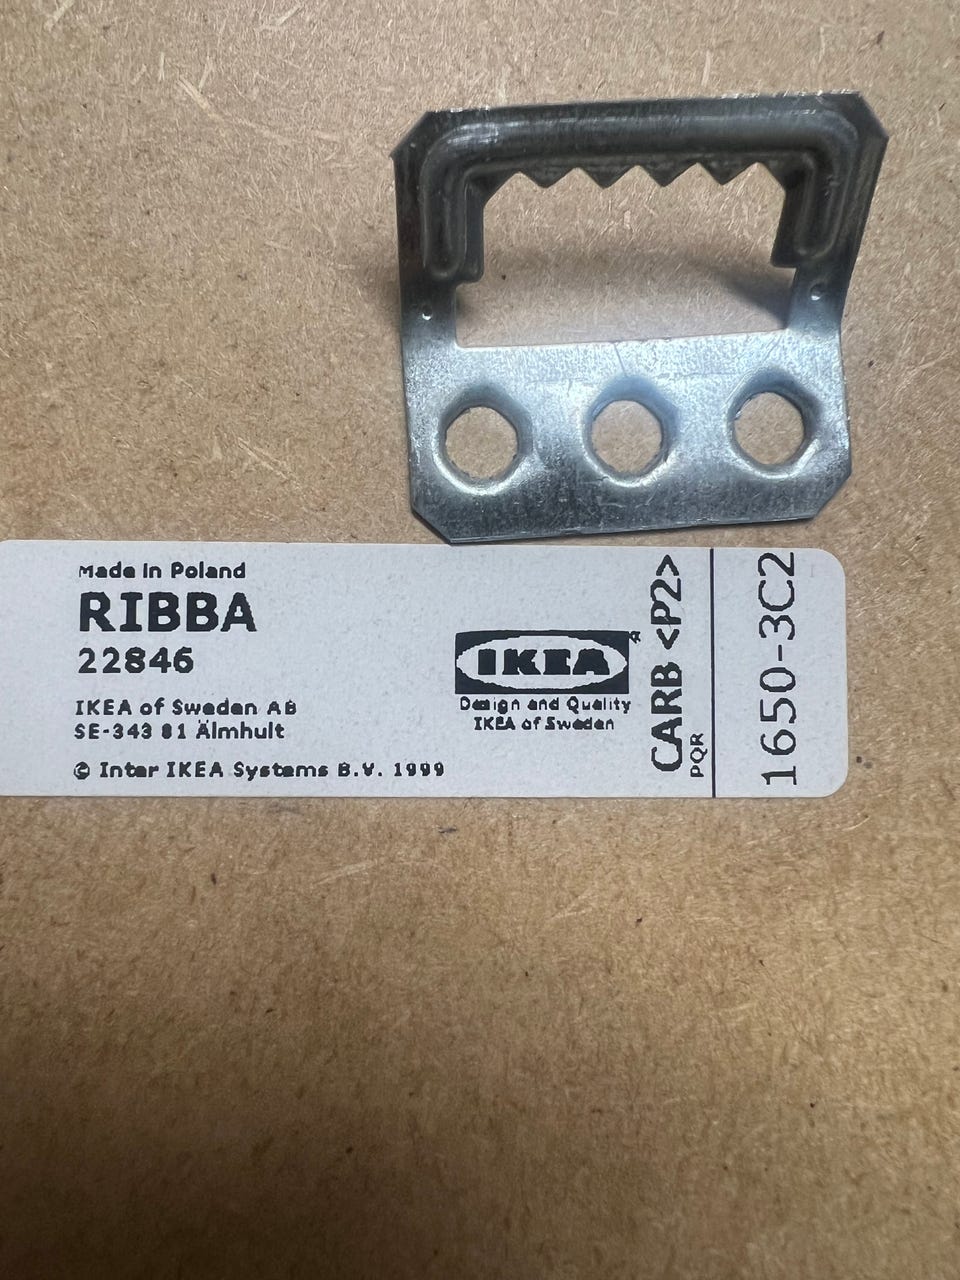 Made in Poland
RIBBA
22846
IKEA of Sweden AB
SE-343 81 Älmhult
© Inter IKEA Systems B.V. 1999
IKEA®
Design and Quality
IKEA of Sweden
CARB <P2>
PQR
1650-3C2